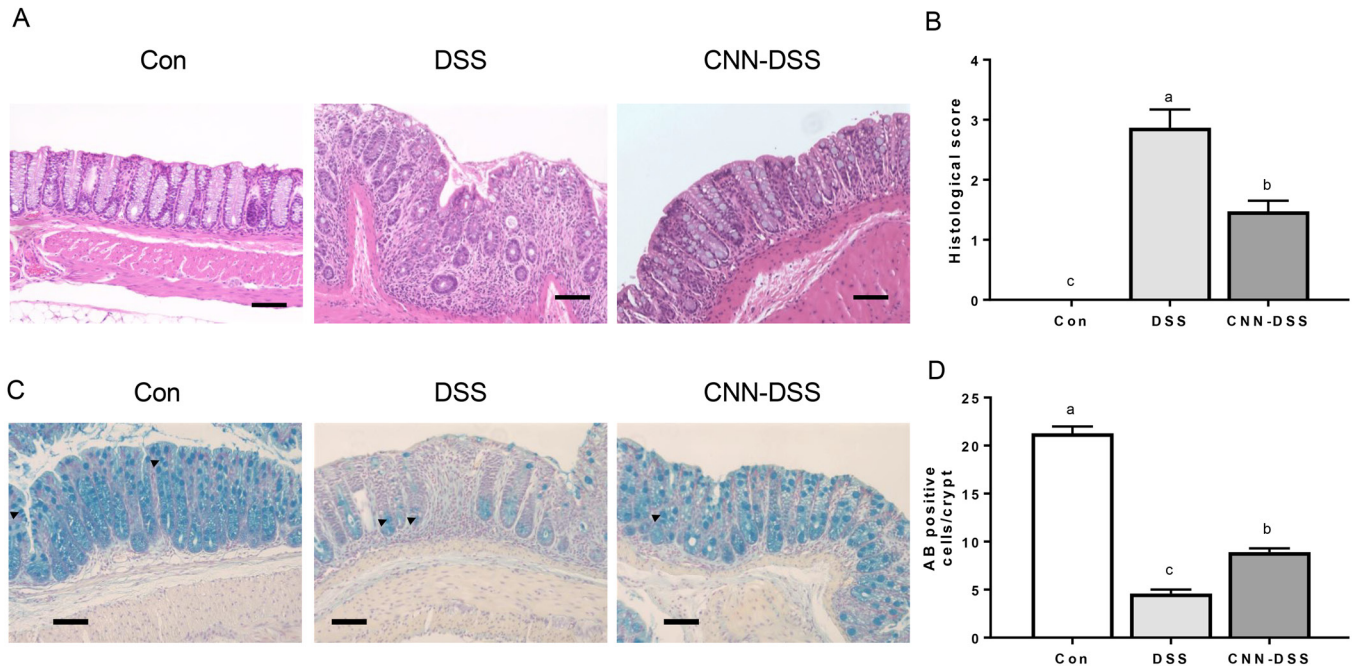 A
Con DSS CNN-DSS
B
Histological score
4
3
2
1
0
c
a
b
Con DSS CNN-DSS
C
Con DSS CNN-DSS
D
AB positive
cells/crypt
25
20
15
10
5
0
a
c
b
Con DSS CNN-DSS